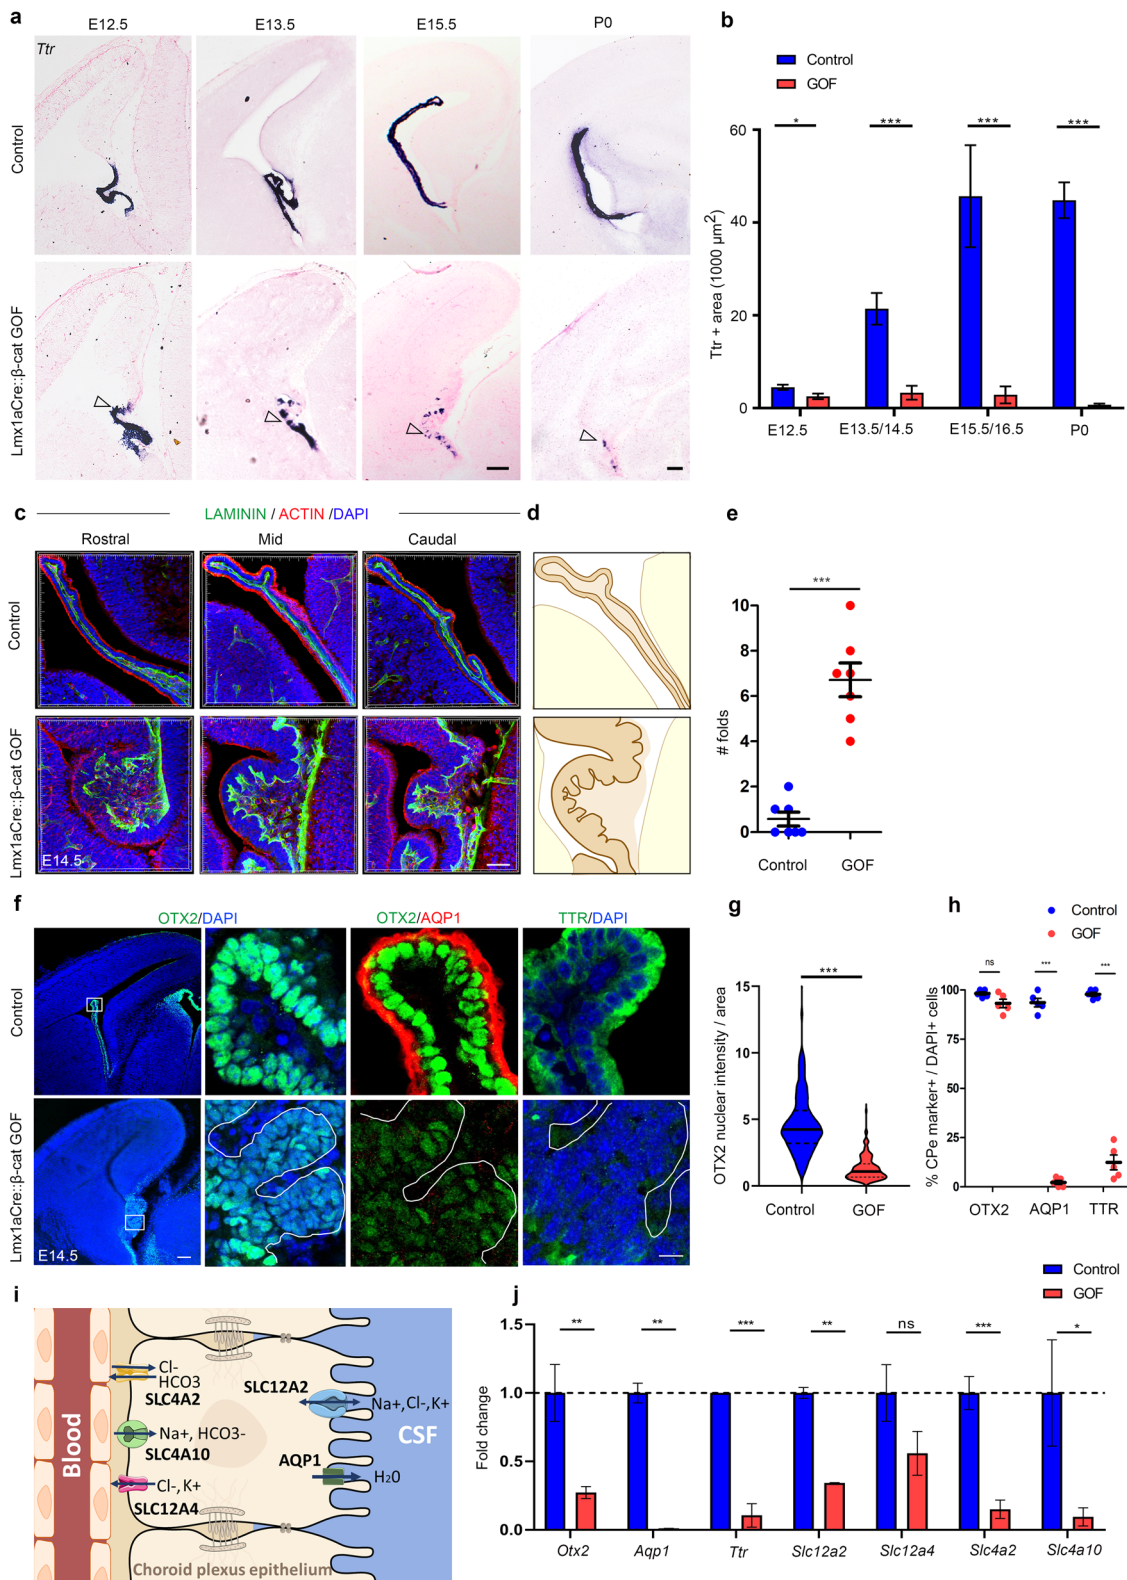 a
E12.5
E13.5
E15.5
P0
Ttr
Control
Lmx1aCre::β-cat GOF
b
Control
GOF
*
***
***
***
60
40
20
0
Ttr + area (1000 µm²)
E12.5
E13.5/14.5
E15.5/16.5
P0
c
LAMININ / ACTIN /DAPI
Rostral
Mid
Caudal
Control
Lmx1aCre::β-cat GOF
E14.5
d
e
***
10
8
6
4
2
0
# folds
Control
GOF
f
OTX2/DAPI
OTX2/AQP1
TTR/DAPI
Control
Lmx1aCre::β-cat GOF
E14.5
g
***
15
10
5
0
OTX2 nuclear intensity / area
Control
GOF
h
Control
GOF
ns
***
***
100
75
50
25
0
% CPe marker+ / DAPI+ cells
OTX2
AQP1
TTR
i
Blood
Cl-
HCO3
SLC4A2
Na+, HCO3-
SLC4A10
Cl-,K+
SLC12A4
SLC12A2
Na+,Cl-,K+
CSF
AQP1
H20
Choroid plexus epithelium
j
Control
GOF
**
**
***
**
ns
***
*
1.5
1.0
0.5
0.0
Fold change
Otx2
Aqp1
Ttr
Slc12a2
Slc12a4
Slc4a2
Slc4a10